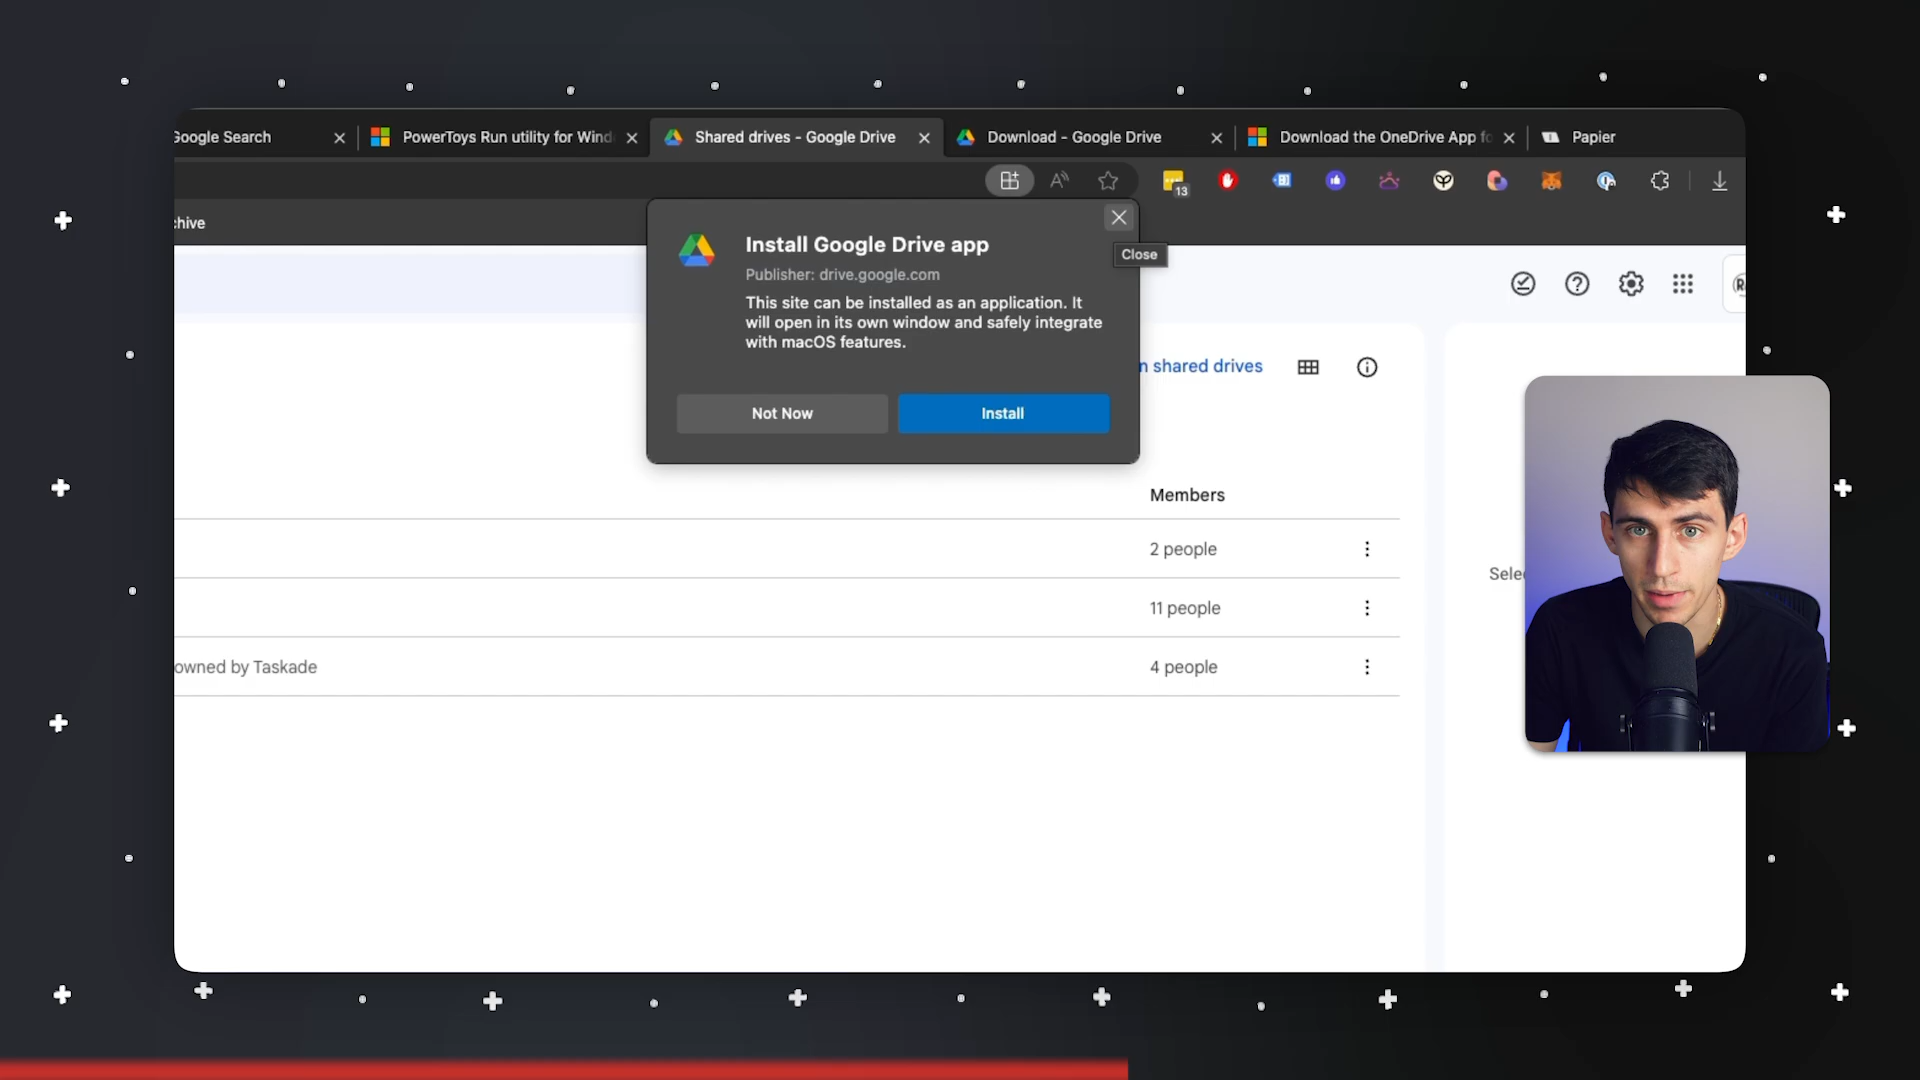 Google Search
PowerToys Run utility for Wind
Shared drives - Google Drive
Download - Google Drive
Download the OneDrive App fo
Papier
13
chive
Install Google Drive app
Publisher: drive.google.com
Close
This site can be installed as an application. It
will open in its own window and safely integrate
with macOS features.
n shared drives
Not Now
Install
Members
2 people
Selec
11 people
owned by Taskade
4 people